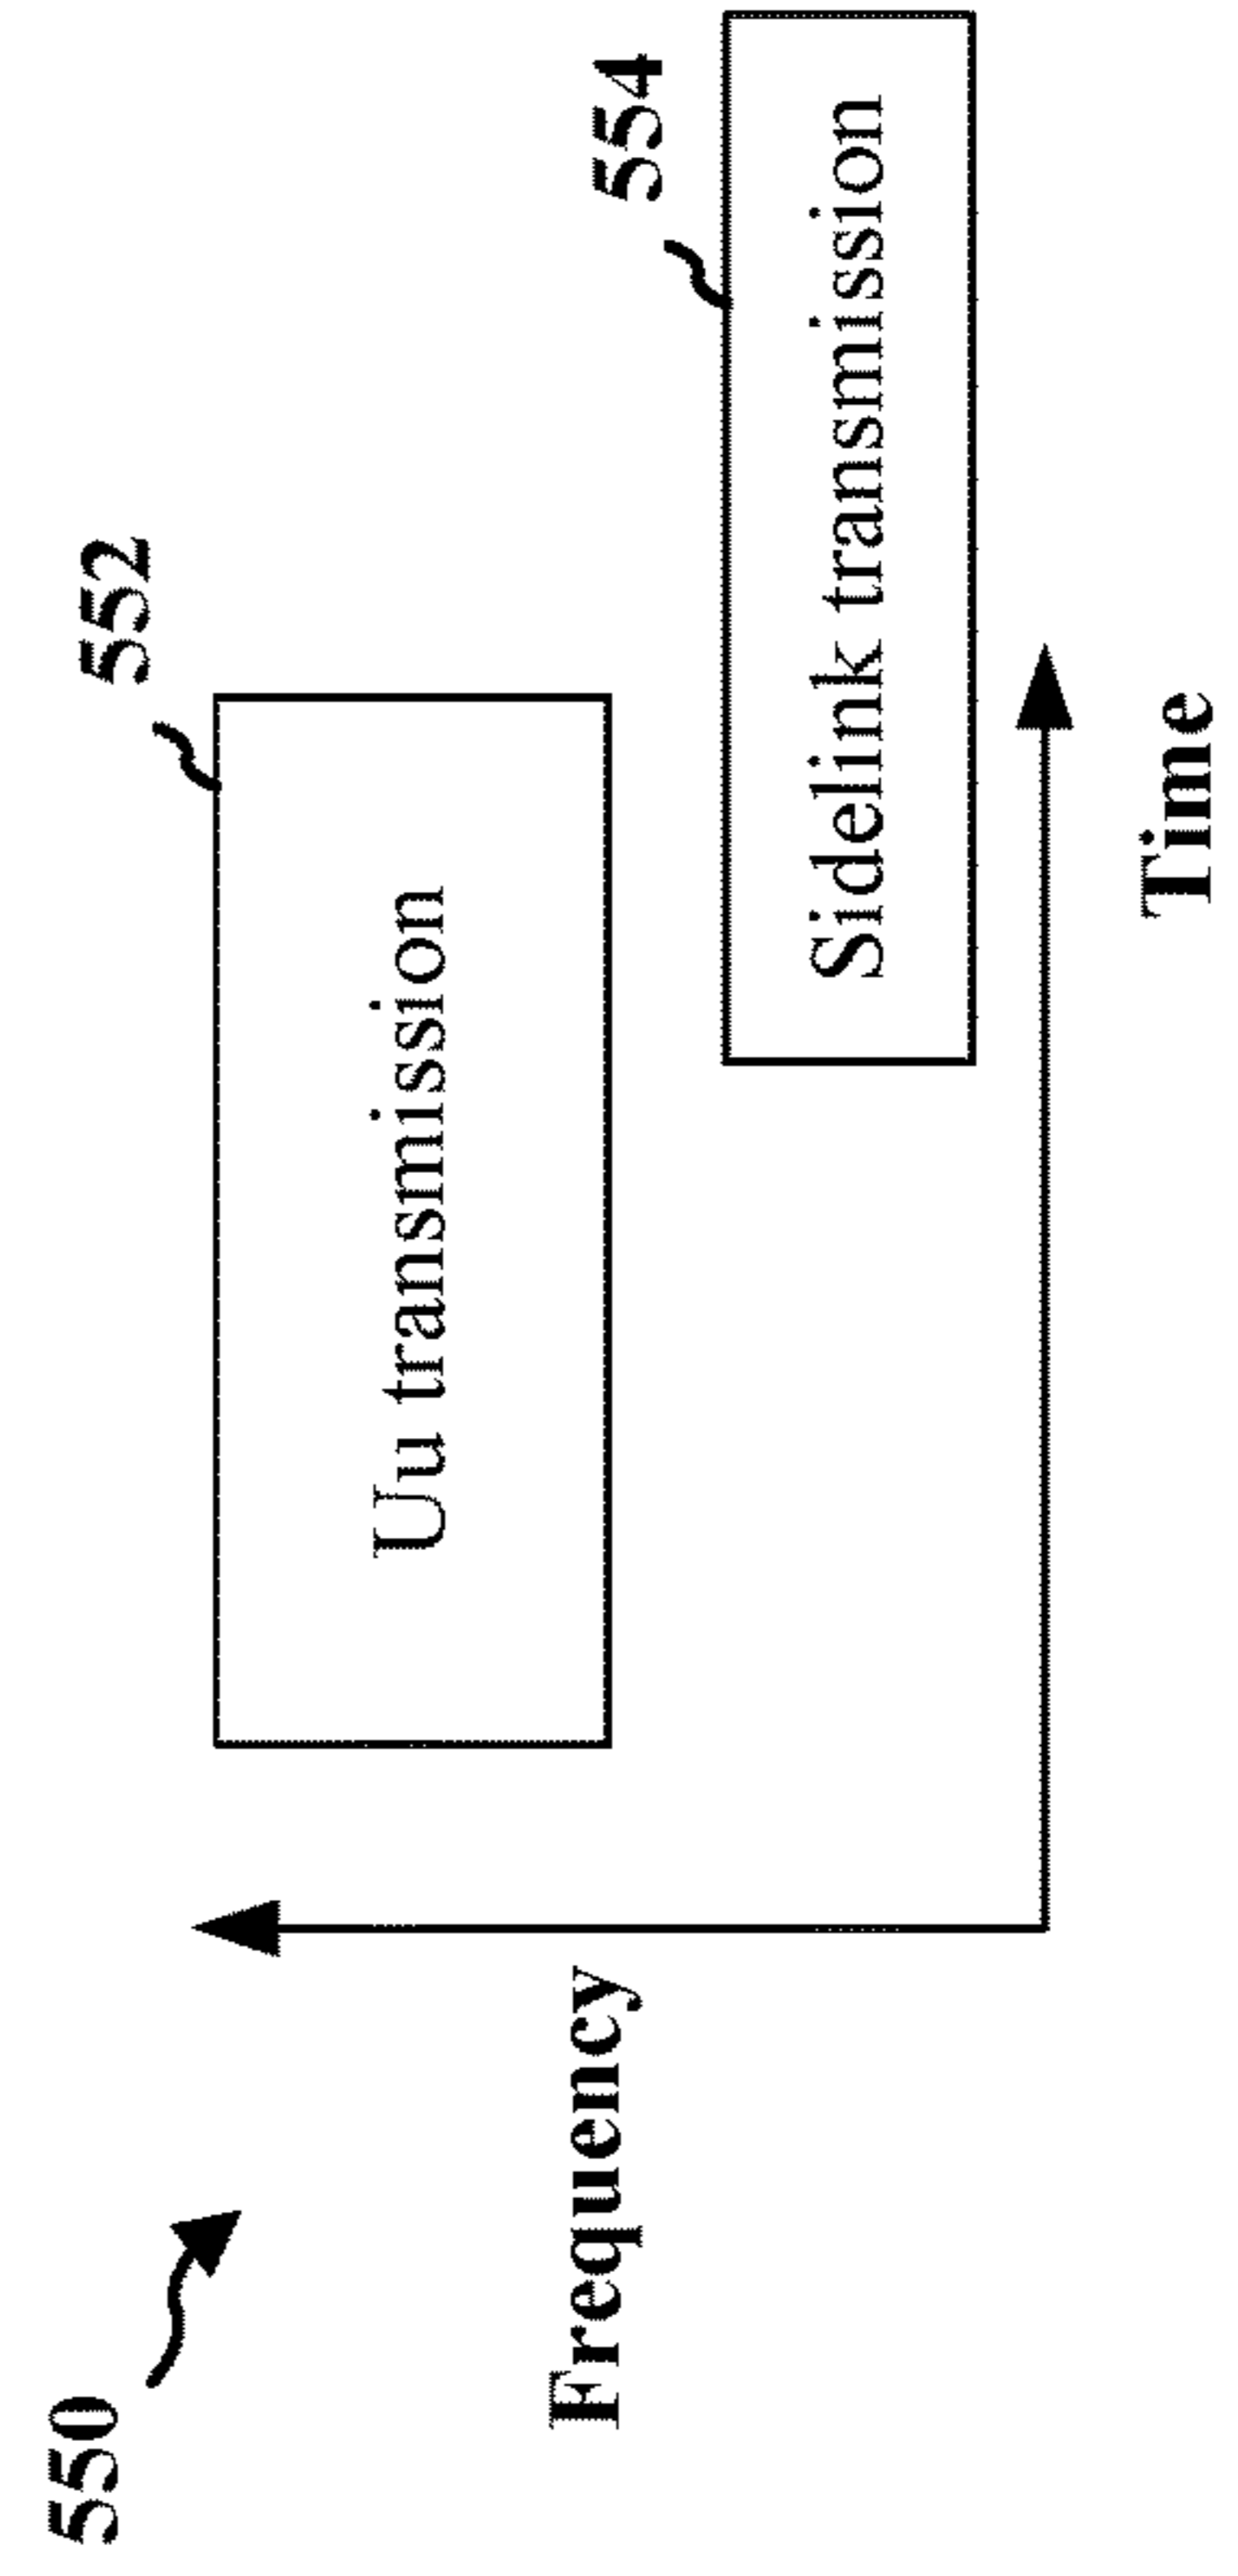 550
552
Uu transmission
554
Sidelink transmission
Frequency
Time